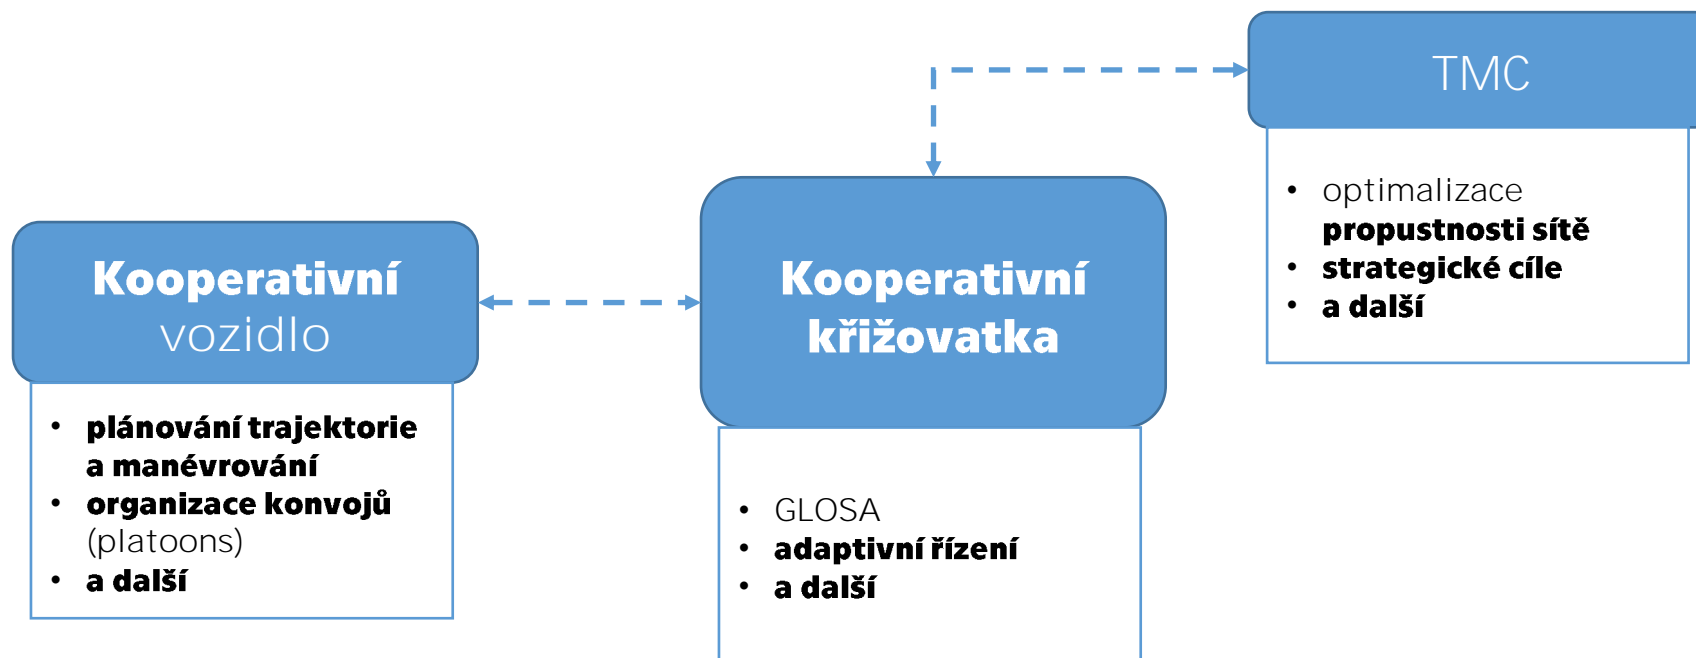 Kooperativní
vozidlo
• plánování trajektorie
a manévrování
• organizace konvojů
(platoons)
• a další
Kooperativní
křižovatka
• GLOSA
• adaptivní řízení
• a další
TMC
• optimalizace
propustnosti sítě
• strategické cíle
• a další